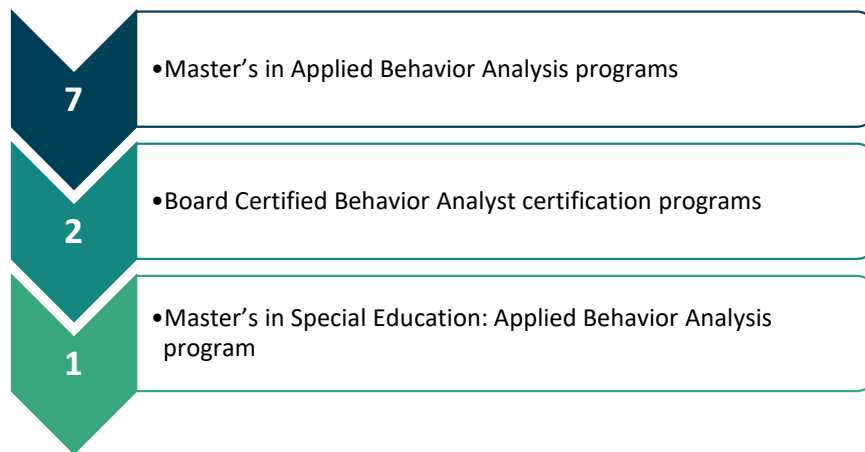 7
•Master’s in Applied Behavior Analysis programs
2
•Board Certified Behavior Analyst certification programs
1
•Master’s in Special Education: Applied Behavior Analysis
program